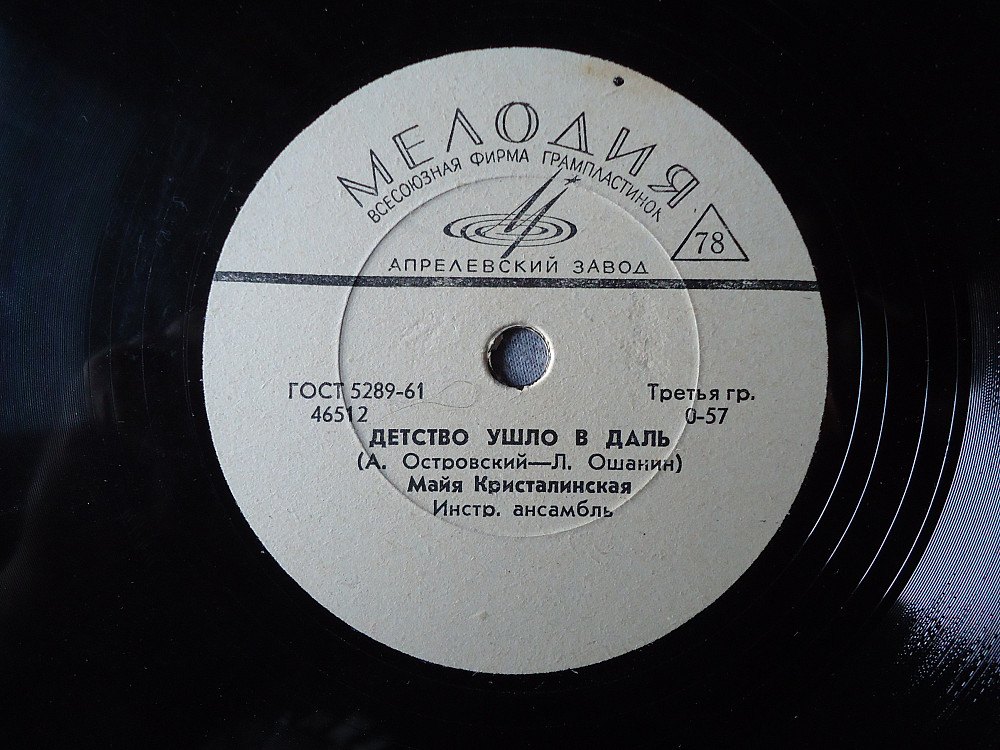 МЕЛОДИЯ
ВСЕСОЮЗНАЯ ФИРМА ГРАМПЛАСТИНОК
78
АПРЕЛЕВСКИЙ ЗАВОД
ГОСТ 5289-61
Третья гр.
46512
0-57
ДЕТСТВО УШЛО В ДАЛЬ
(А. Островский—Л. Ошанин)
Майя Кристалинская
Инстр. ансамбль